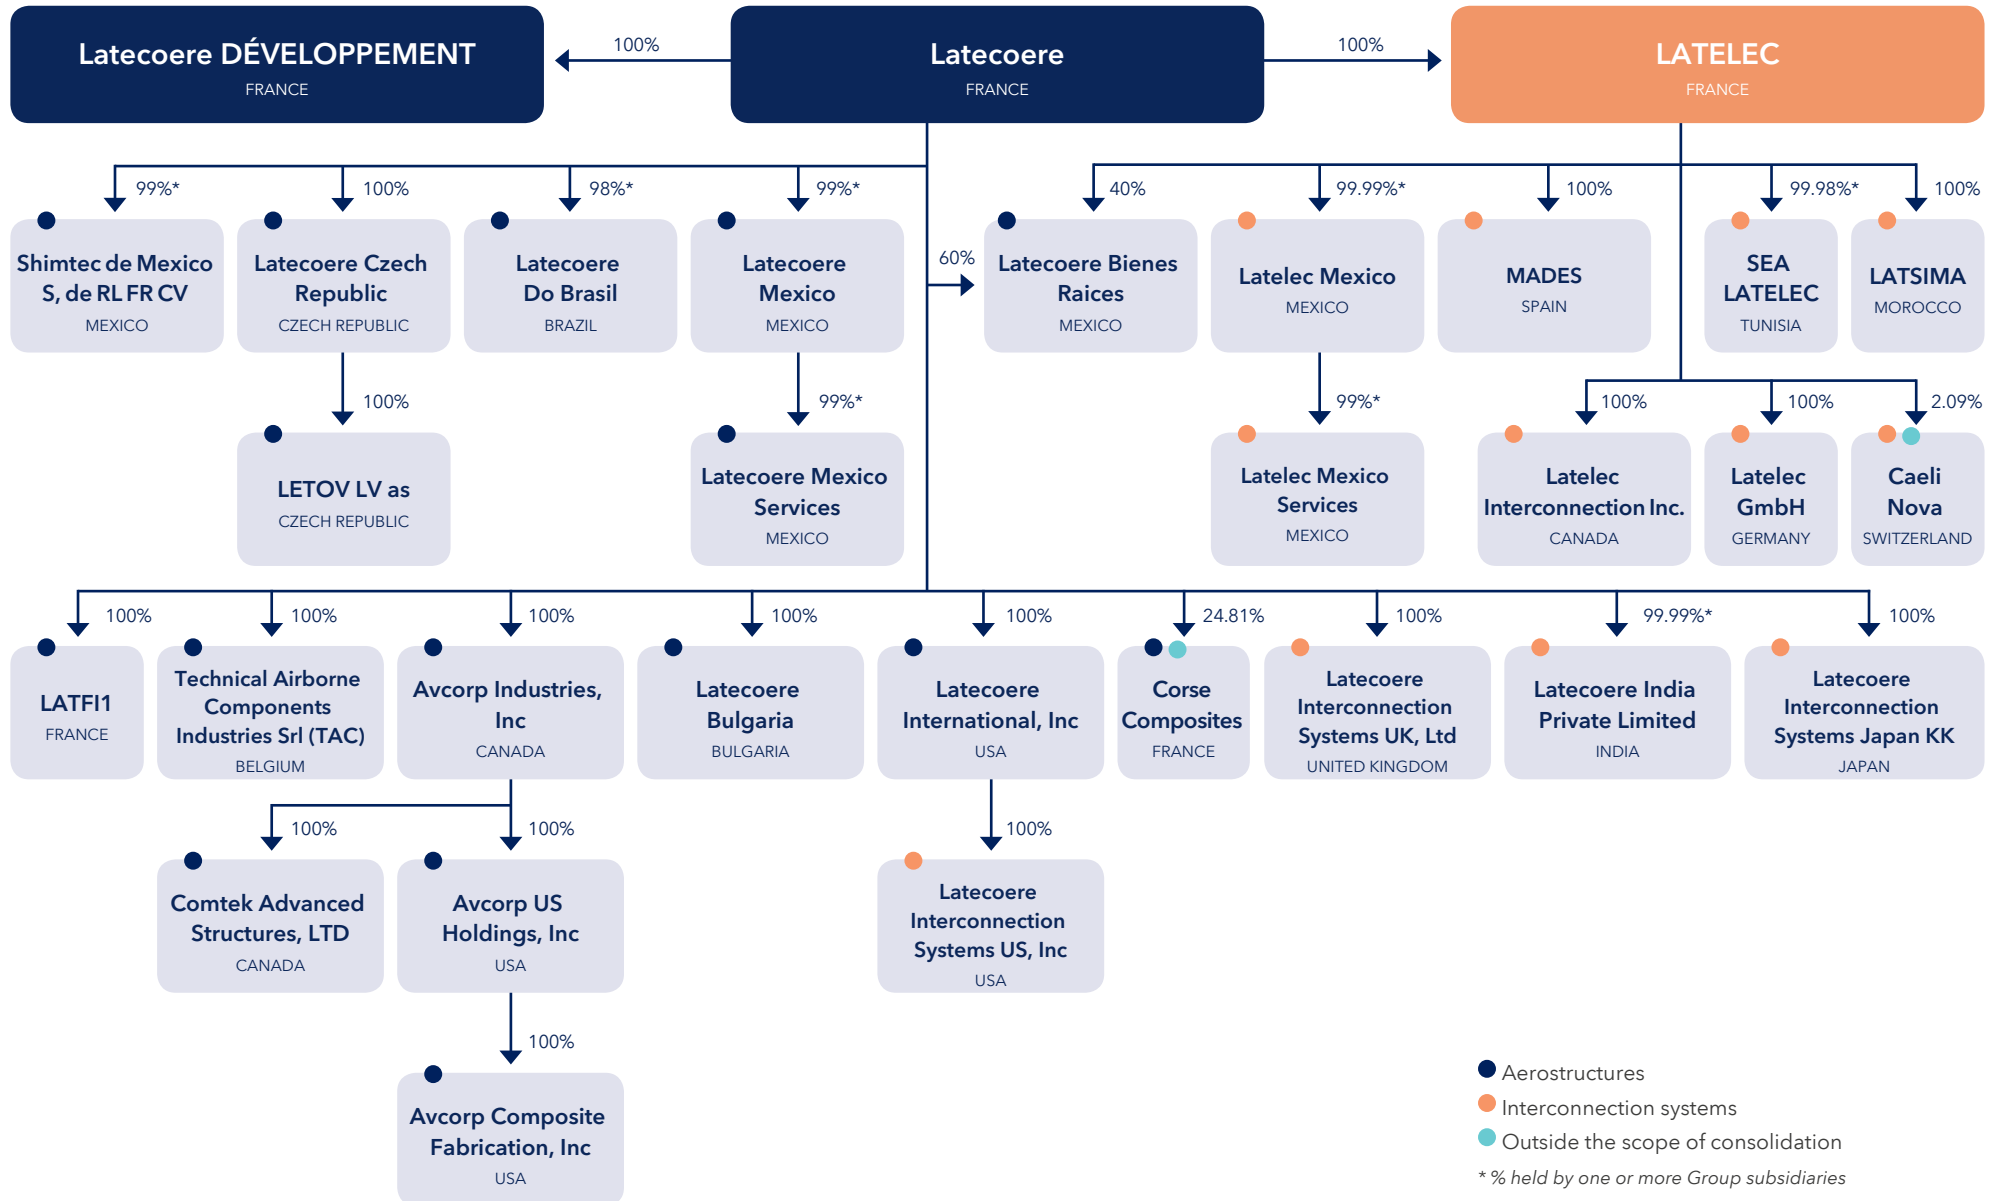 Latecoere DÉVELOPPEMENT
FRANCE
100%
Latecoere
FRANCE
100%
LATELEC
FRANCE
99%*
100%
98%*
99%*
40%
99.99%*
100%
99.98%*
100%
60%
Shimtec de Mexico
S, de RL FR CV
MEXICO
Latecoere Czech
Republic
CZECH REPUBLIC
Latecoere
Do Brasil
BRAZIL
Latecoere
Mexico
MEXICO
Latecoere Bienes
Raices
MEXICO
Latelec Mexico
MEXICO
MADES
SPAIN
SEA
LATELEC
TUNISIA
LATSIMA
MOROCCO
100%
99%*
99%*
100%
100%
2.09%
LETOV LV as
CZECH REPUBLIC
Latecoere Mexico
Services
MEXICO
Latelec Mexico
Services
MEXICO
Latelec
Interconnection Inc.
CANADA
Latelec
GmbH
GERMANY
Caeli
Nova
SWITZERLAND
100%
100%
100%
100%
100%
24.81%
100%
99.99%*
100%
LATFI1
FRANCE
Technical Airborne
Components
Industries Srl (TAC)
BELGIUM
Avcorp Industries,
Inc
CANADA
Latecoere
Bulgaria
BULGARIA
Latecoere
International, Inc
USA
Corse
Composites
FRANCE
Latecoere
Interconnection
Systems UK, Ltd
UNITED KINGDOM
Latecoere India
Private Limited
INDIA
Latecoere
Interconnection
Systems Japan KK
JAPAN
100%
100%
100%
Comtek Advanced
Structures, LTD
CANADA
Avcorp US
Holdings, Inc
USA
Latecoere
Interconnection
Systems US, Inc
USA
100%
Avcorp Composite
Fabrication, Inc
USA
Aerostructures
Interconnection systems
Outside the scope of consolidation
* % held by one or more Group subsidiaries